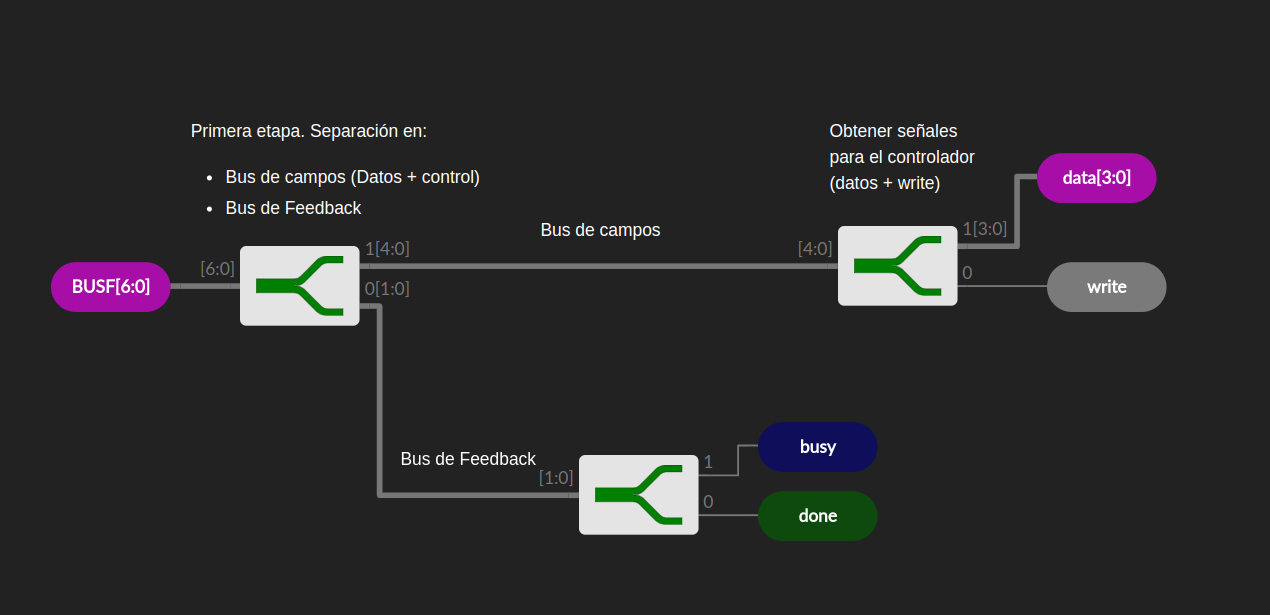 Primera etapa. Separación en:
• Bus de campos (Datos + control)
• Bus de Feedback
Obtener señales
para el controlador
(datos + write)
data[3:0]
Bus de campos
1[4:0]
[4:0]
1[3:0]
[6:0]
0[1:0]
0
BUSF[6:0]
write
Bus de Feedback
[1:0]
1
0
busy
done